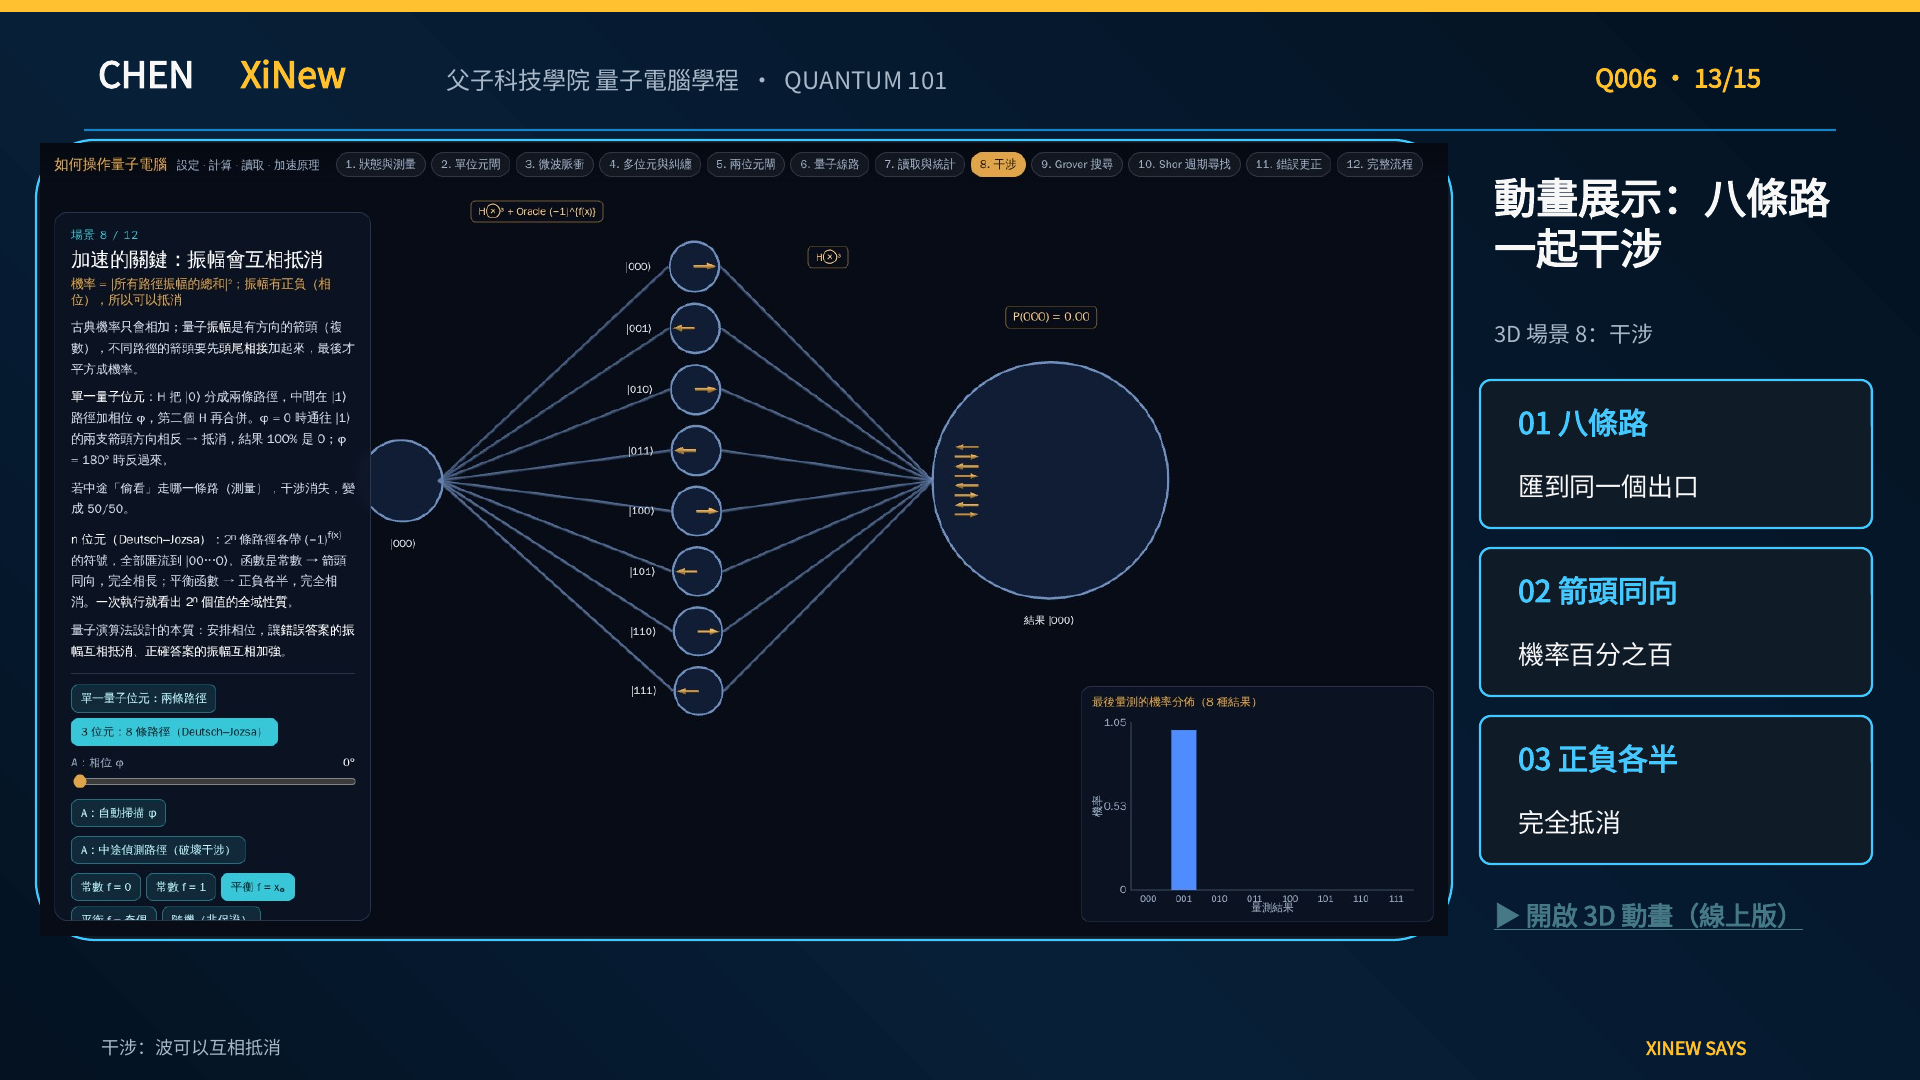 CHEN XiNew
父子科技學院 量子電腦學程 · QUANTUM 101
Q006 · 13/15
如何操作量子電腦
設定 · 計算 · 讀取 · 加速原理
1. 狀態與測量
2. 單位元閘
3. 微波脈衝
4. 多位元與糾纏
5. 兩位元閘
6. 量子線路
7. 讀取與統計
8. 干涉
9. Grover 搜尋
10. Shor 週期尋找
11. 錯誤更正
12. 完整流程
場景 8 / 12
加速的關鍵：振幅會互相抵消
機率 = |所有路徑振幅的總和|²；振幅有正負（相
位），所以可以抵消
古典機率只會相加；量子振幅是有方向的箭頭（複
數），不同路徑的箭頭要先頭尾相接加起來，最後才
平方成機率。
單一量子位元：H 把 |0⟩ 分成兩條路徑，中間在 |1⟩
路徑加相位 φ，第二個 H 再合併。φ = 0 時通往 |1⟩
的兩支箭頭方向相反 → 抵消，結果 100% 是 0；φ
= 180° 時反過來。
若中途「偷看」走哪一條路（測量），干涉消失，變
成 50/50。
n 位元（Deutsch–Jozsa）：2ⁿ 條路徑各帶 (−1)^f(x)
的符號，全部匯流到 |00⋯0⟩。函數是常數 → 箭頭
同向，完全相長；平衡函數 → 正負各半，完全相
消。一次執行就看出 2ⁿ 個值的全域性質。
量子演算法設計的本質：安排相位，讓錯誤答案的振
幅互相抵消、正確答案的振幅互相加強。
單一量子位元：兩條路徑
3 位元：8 條路徑（Deutsch–Jozsa）
A：相位 φ 0°
A：自動掃描 φ
A：中途偵測路徑（破壞干涉）
常數 f = 0
常數 f = 1
平衡 f = x₀
平衡 f = 奇偶
隨機（非保證）
H⊗³ + Oracle (−1)^{f(x)}
H⊗³
|000⟩
|000⟩
|001⟩
|010⟩
|011⟩
|100⟩
|101⟩
|110⟩
|111⟩
P(000) = 0.00
結果 |000⟩
最後量測的機率分佈（8 種結果）
1.05
0.53
0
機率
000 001 010 011 100 101 110 111
量測結果
動畫展示：八條路
一起干涉
3D 場景 8：干涉
01 八條路
匯到同一個出口
02 箭頭同向
機率百分之百
03 正負各半
完全抵消
▶ 開啟 3D 動畫（線上版）
干涉：波可以互相抵消
XINEW SAYS